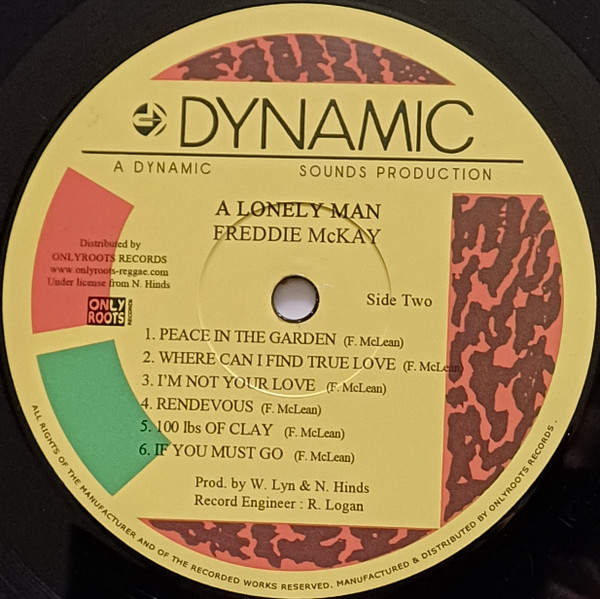 DYNAMIC
A DYNAMIC SOUNDS PRODUCTION
A LONELY MAN
FREDDIE McKAY
Distributed by
ONLYROOTS RECORDS
www.onlyroots-reggae.com
Under license from N. Hinds
ONLY
ROOTS
RECORDS
Side Two
1. PEACE IN THE GARDEN (F. McLean)
2. WHERE CAN I FIND TRUE LOVE (F. McLean)
3. I'M NOT YOUR LOVE (F. McLean)
4. RENDEVOUS (F. McLean)
5. 100 lbs OF CLAY (F. McLean)
6. IF YOU MUST GO (F. McLean)
Prod. by W. Lyn & N. Hinds
Record Engineer : R. Logan
ALL RIGHTS OF THE MANUFACTURER AND OF THE RECORDED WORKS RESERVED. MANUFACTURED & DISTRIBUTED BY ONLYROOTS RECORDS.